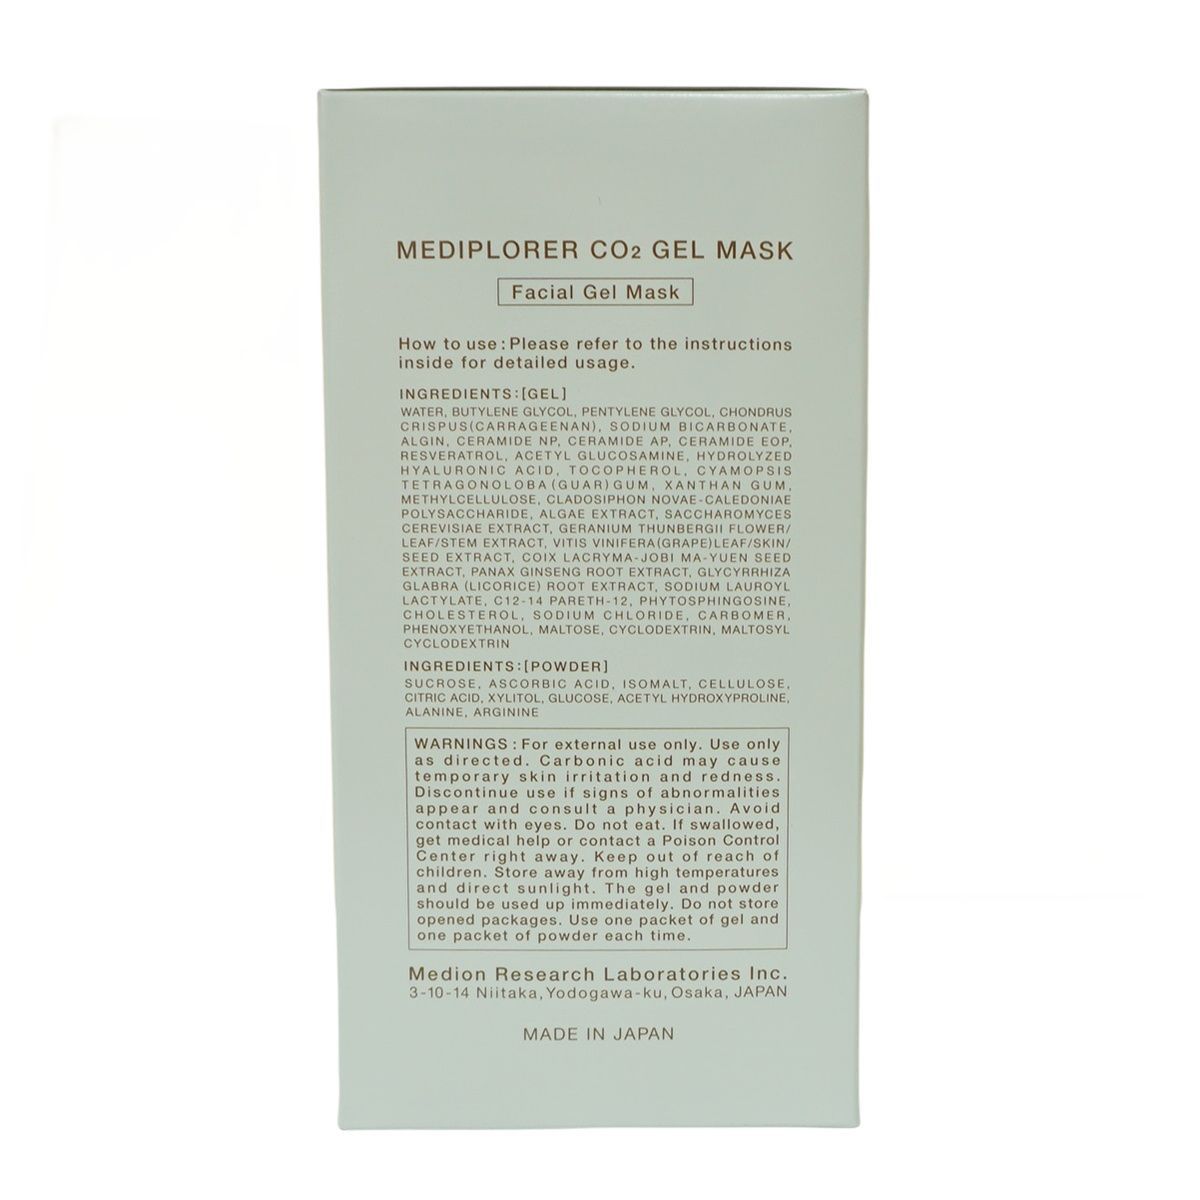 MEDIPLORER CO₂ GEL MASK
Facial Gel Mask
How to use : Please refer to the instructions
inside for detailed usage.
INGREDIENTS : [GEL]
WATER, BUTYLENE GLYCOL, PENTYLENE GLYCOL, CHONDRUS
CRISPUS(CARRAGEENAN), SODIUM BICARBONATE,
ALGIN, CERAMIDE NP, CERAMIDE AP, CERAMIDE EOP,
RESVERATROL, ACETYL GLUCOSAMINE, HYDROLYZED
HYALURONIC ACID, TOCOPHEROL, CYAMOPSIS
TETRAGONOLOBA (GUAR) GUM, XANTHAN GUM,
METHYLCELLULOSE, CLADOSIPHON NOVAE-CALEDONIAE
POLYSACCHARIDE, ALGAE EXTRACT, SACCHAROMYCES
CEREVISIAE EXTRACT, GERANIUM THUNBERGII FLOWER/
LEAF/STEM EXTRACT, VITIS VINIFERA(GRAPE)LEAF/SKIN/
SEED EXTRACT, COIX LACRYMA-JOBI MA-YUEN SEED
EXTRACT, PANAX GINSENG ROOT EXTRACT, GLYCYRRHIZA
GLABRA (LICORICE) ROOT EXTRACT, SODIUM LAUROYL
LACTYLATE, C12-14 PARETH-12, PHYTOSPHINGOSINE,
CHOLESTEROL, SODIUM CHLORIDE, CARBOMER,
PHENOXYETHANOL, MALTOSE, CYCLODEXTRIN, MALTOSYL
CYCLODEXTRIN
INGREDIENTS : [POWDER]
SUCROSE, ASCORBIC ACID, ISOMALT, CELLULOSE,
CITRIC ACID, XYLITOL, GLUCOSE, ACETYL HYDROXYPROLINE,
ALANINE, ARGININE
WARNINGS : For external use only. Use only
as directed. Carbonic acid may cause
temporary skin irritation and redness.
Discontinue use if signs of abnormalities
appear and consult a physician. Avoid
contact with eyes. Do not eat. If swallowed,
get medical help or contact a Poison Control
Center right away. Keep out of reach of
children. Store away from high temperatures
and direct sunlight. The gel and powder
should be used up immediately. Do not store
opened packages. Use one packet of gel and
one packet of powder each time.
Medion Research Laboratories Inc.
3-10-14 Niitaka, Yodogawa-ku, Osaka, JAPAN
MADE IN JAPAN